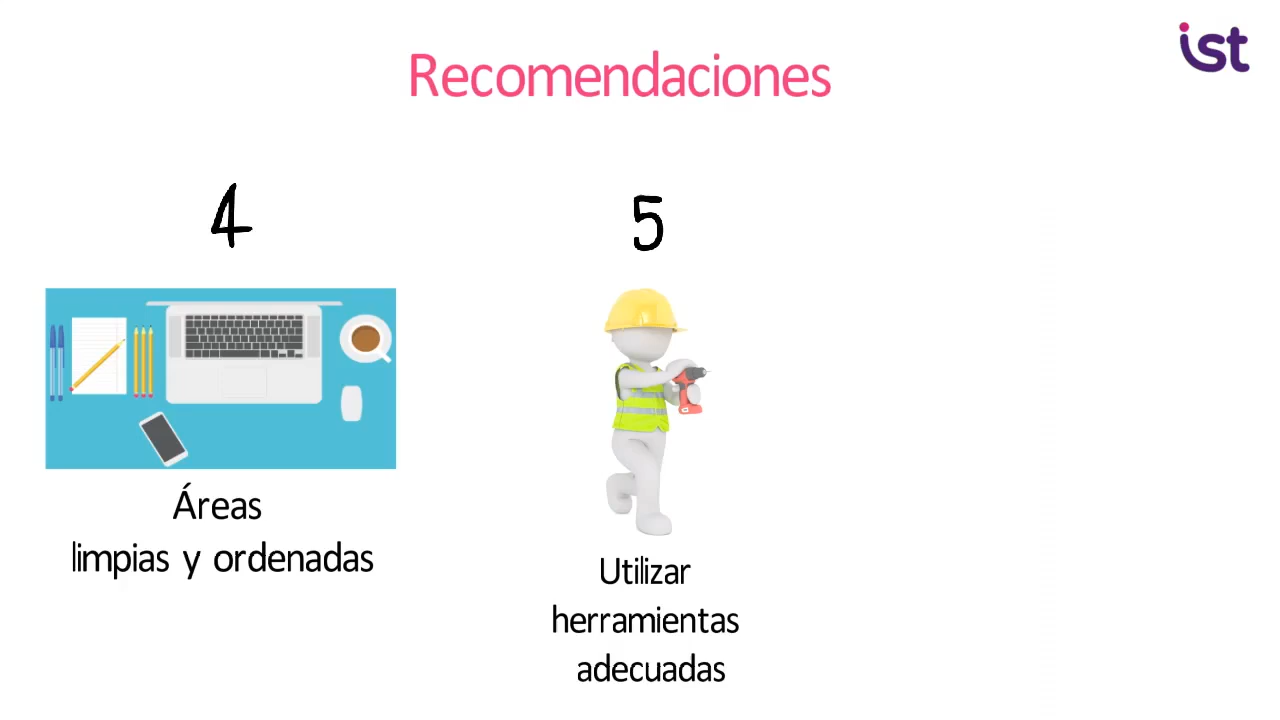 ist
Recomendaciones
4
Áreas
limpias y ordenadas
5
Utilizar
herramientas
adecuadas